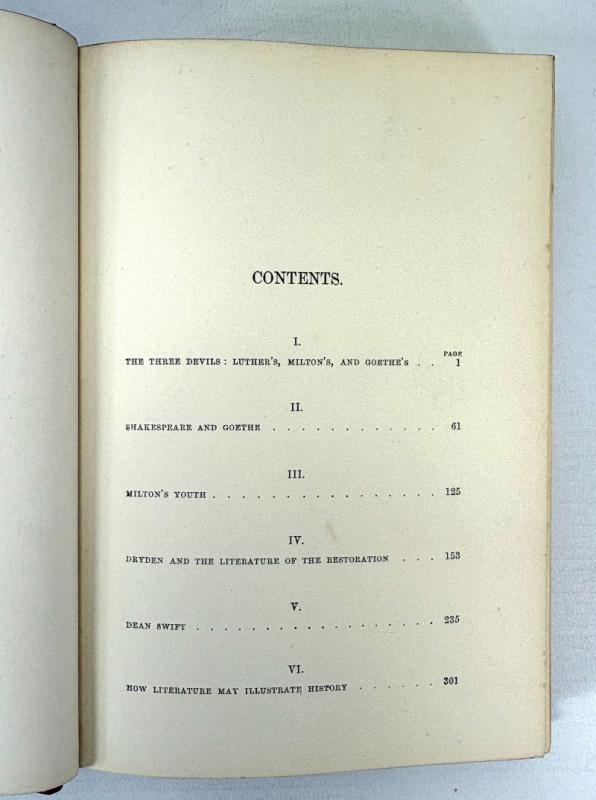 CONTENTS.
I.
PAGE
THE THREE DEVILS: LUTHER'S, MILTON'S, AND GOETHE'S . . 1
II.
SHAKESPEARE AND GOETHE . . . . . . . . . . . . 61
III.
MILTON'S YOUTH . . . . . . . . . . . . . . . . 125
IV.
DRYDEN AND THE LITERATURE OF THE RESTORATION . . . 153
V.
DEAN SWIFT . . . . . . . . . . . . . . . . . 235
VI.
HOW LITERATURE MAY ILLUSTRATE HISTORY . . . . . . 301